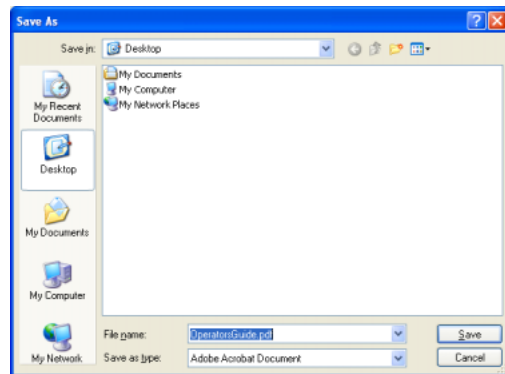 Save As
Save in:
Desktop
My Documents
My Computer
My Network Places
My Recent
Documents
Desktop
My Documents
My Computer
My Network
File name:
OperatorsGuide.pdf
Save
Save as type:
Adobe Acrobat Document
Cancel